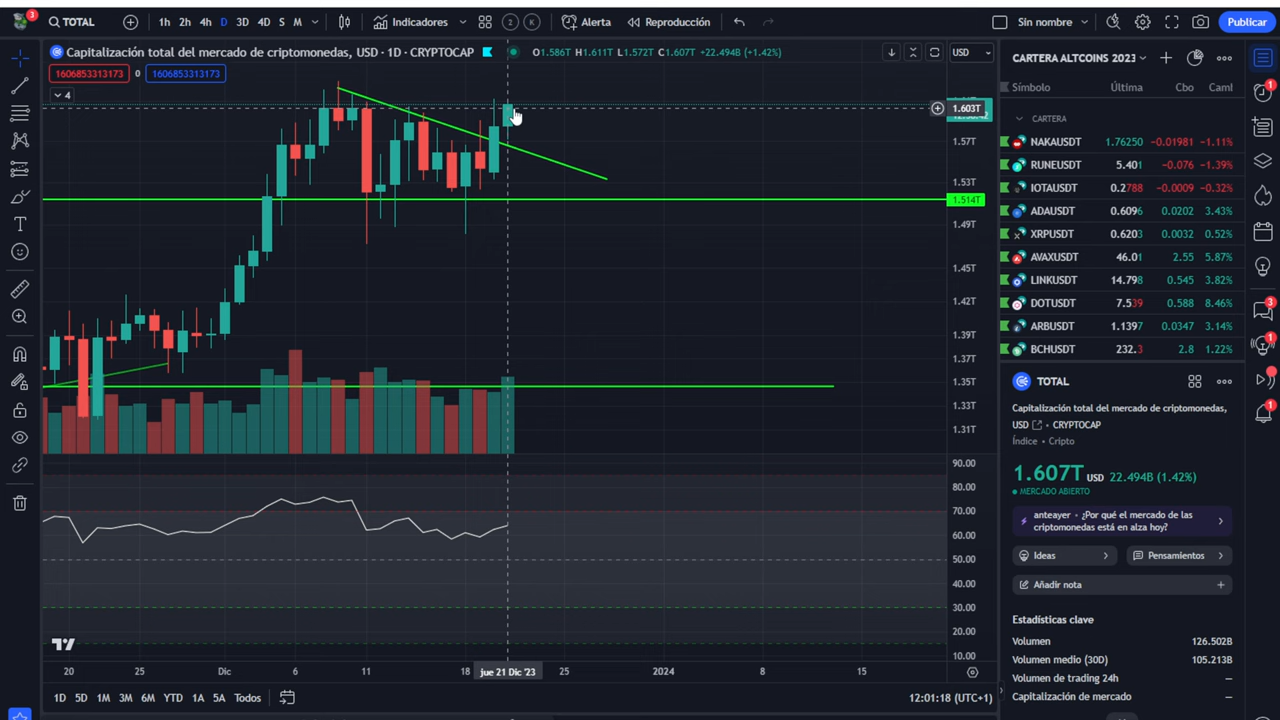 3
TOTAL
1h 2h 4h D 3D 4D S M
Indicadores
2 K
Alerta
Reproducción
Sin nombre
Publicar
Capitalización total del mercado de criptomonedas, USD · 1D · CRYPTOCAP
O1.586T H1.611T L1.572T C1.607T +22.494B (+1.42%)
USD
1606853313173 0 1606853313173
4
1.603T
1.57T
1.53T
1.514T
1.49T
1.45T
1.42T
1.39T
1.37T
1.35T
1.33T
1.31T
90.00
80.00
70.00
60.00
50.00
40.00
30.00
20.00
10.00
20 25 Dic 6 11 18 jue 21 Dic '23 25 2024 8 15
1D 5D 1M 3M 6M YTD 1A 5A Todos
12:01:18 (UTC+1)
CARTERA ALTCOINS 2023
Símbolo Última Cbo Caml
CARTERA
NAKAUSDT 1.76250 −0.01981 −1.11%
RUNEUSDT 5.401 −0.076 −1.39%
IOTAUSDT 0.2788 −0.0009 −0.32%
ADAUSDT 0.6096 0.0202 3.43%
XRPUSDT 0.6203 0.0032 0.52%
AVAXUSDT 46.01 2.55 5.87%
LINKUSDT 14.798 0.545 3.82%
DOTUSDT 7.539 0.588 8.46%
ARBUSDT 1.1397 0.0347 3.14%
BCHUSDT 232.3 2.8 1.22%
TOTAL
Capitalización total del mercado de criptomonedas,
USD · CRYPTOCAP
Índice · Cripto
1.607T USD 22.494B (1.42%)
MERCADO ABIERTO
anteayer · ¿Por qué el mercado de las
criptomonedas está en alza hoy?
Ideas
Pensamientos
Añadir nota
Estadísticas clave
Volumen 126.502B
Volumen medio (30D) 105.213B
Volumen de trading 24h —
Capitalización de mercado —
1
3
1
1